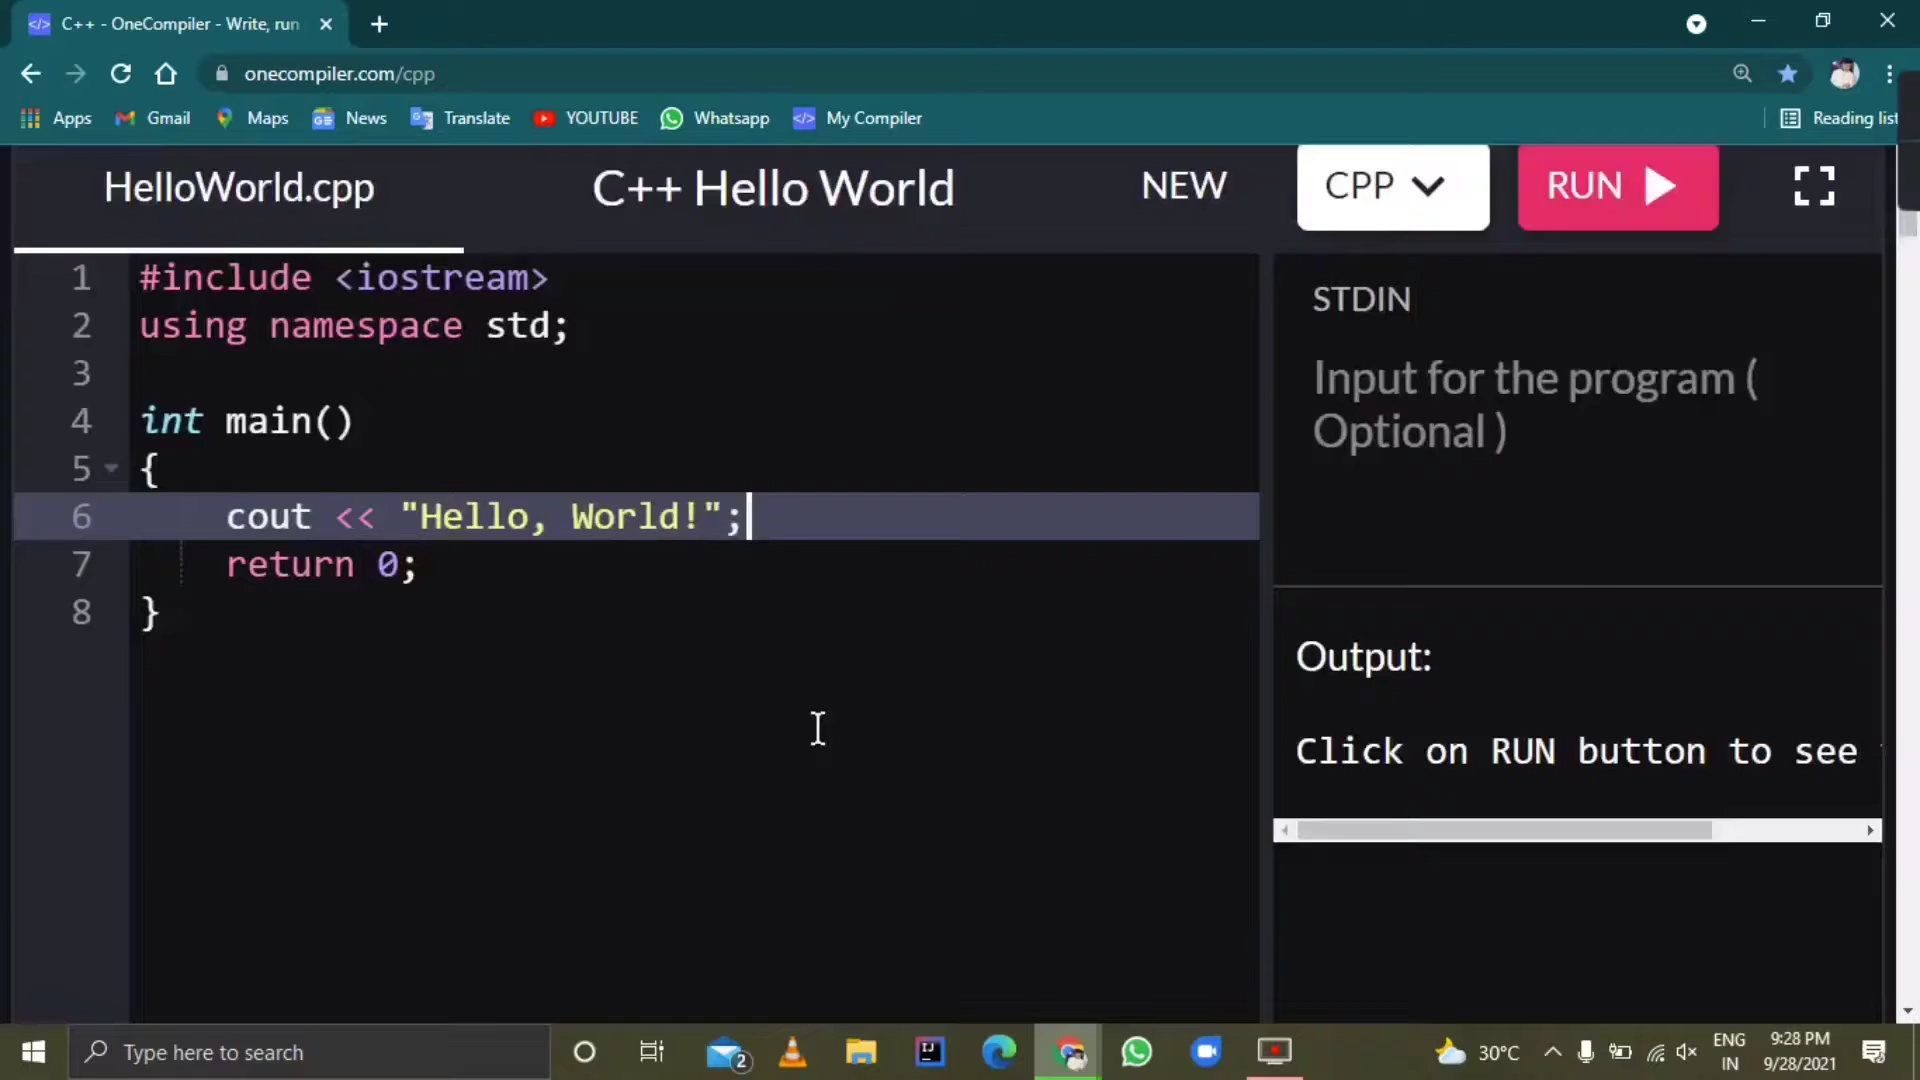 C++ - OneCompiler - Write, run
onecompiler.com/cpp
Apps Gmail Maps News Translate YOUTUBE Whatsapp My Compiler Reading list
HelloWorld.cpp C++ Hello World NEW CPP RUN
1 #include <iostream>
2 using namespace std;
3
4 int main()
5 {
6 cout << "Hello, World!";
7 return 0;
8 }
STDIN
Input for the program (
Optional )
Output:
Click on RUN button to see
Type here to search
2
IJ
30°C
ENG
IN
9:28 PM
9/28/2021